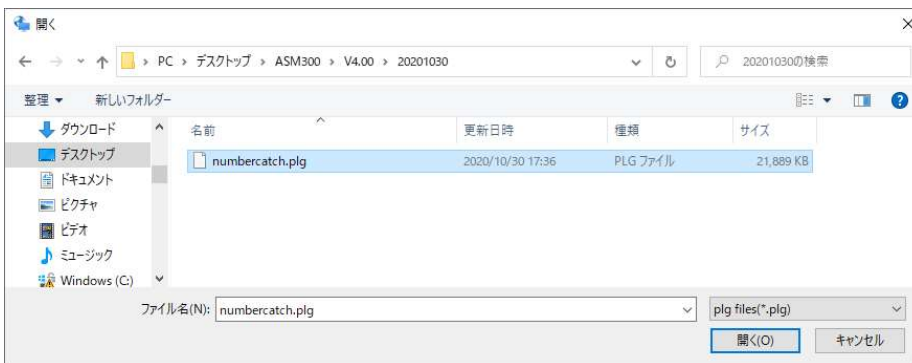 開く
PC › デスクトップ › ASM300 › V4.00 › 20201030
20201030の検索
整理 新しいフォルダー
名前 更新日時 種類 サイズ
numbercatch.plg 2020/10/30 17:36 PLG ファイル 21,889 KB
ダウンロード
デスクトップ
ドキュメント
ピクチャ
ビデオ
ミュージック
Windows (C:)
ファイル名(N): numbercatch.plg plg files(*.plg)
開く(O) キャンセル